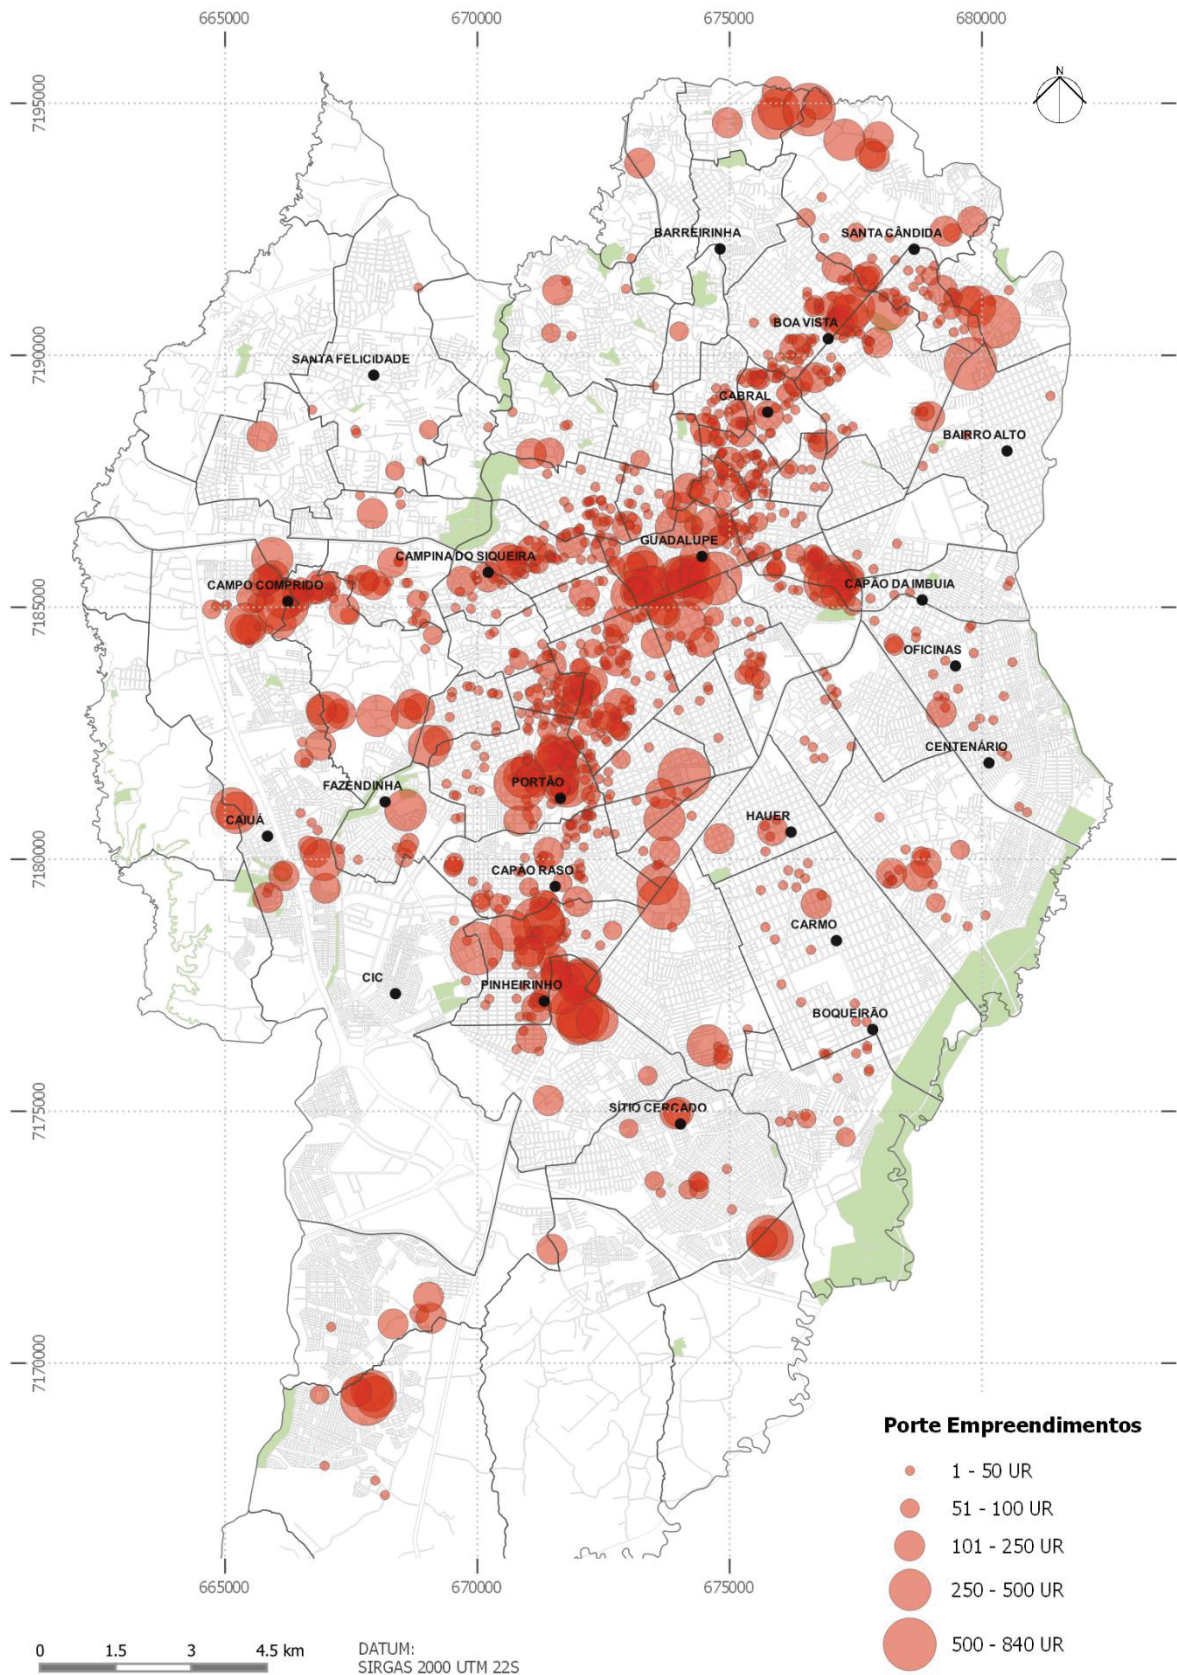 665000
670000
675000
680000
N
7195000
BARREIRINHA
SANTA CÂNDIDA
BOA VISTA
7190000
SANTA FELICIDADE
CABRAL
BAIRRO ALTO
GUADALUPE
CAMPINA DO SIQUEIRA
CAMPO COMPRIDO
CAPÃO DA IMBUIA
7185000
OFICINAS
CENTENÁRIO
FAZENDINHA
PORTÃO
CAIUÁ
HAUER
7180000
CAPÃO RASO
CARMO
CIC
PINHEIRINHO
BOQUEIRÃO
7175000
SÍTIO CERCADO
7170000
Porte Empreendimentos
1 - 50 UR
51 - 100 UR
101 - 250 UR
250 - 500 UR
500 - 840 UR
665000
670000
675000
0 1.5 3 4.5 km
DATUM:
SIRGAS 2000 UTM 22S